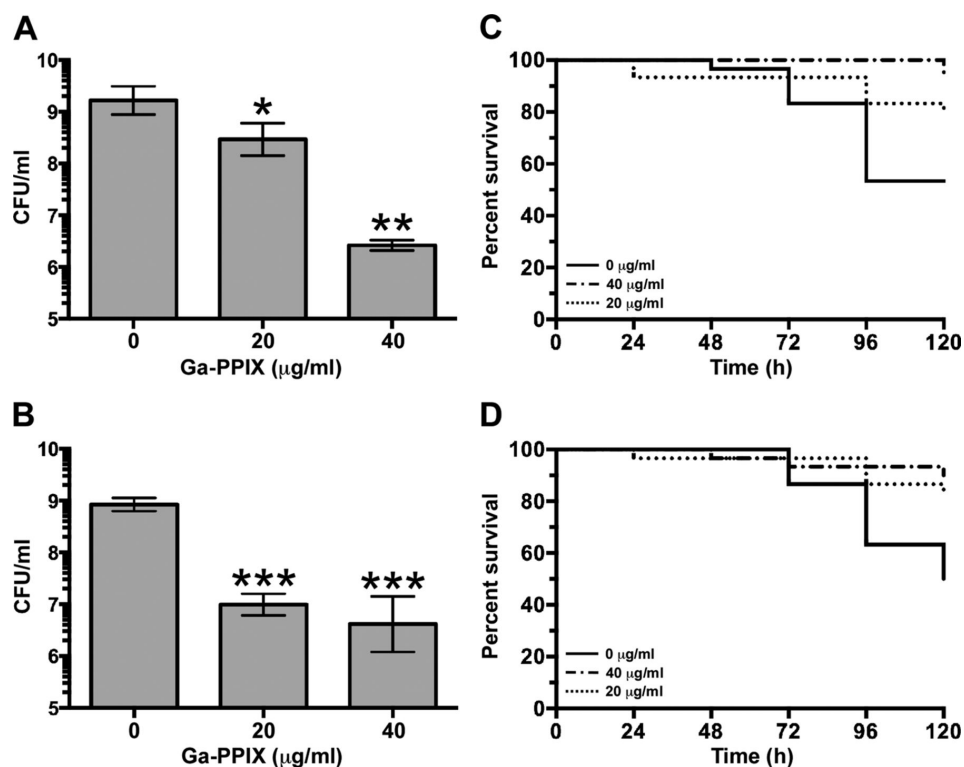 A
10
9
8
7
6
5
CFU/ml
*
**
0 20 40
Ga-PPIX (μg/ml)
C
100
80
60
40
20
0
Percent survival
0 μg/ml
40 μg/ml
20 μg/ml
0 24 48 72 96 120
Time (h)
B
10
9
8
7
6
5
CFU/ml
***
***
0 20 40
Ga-PPIX (μg/ml)
D
100
80
60
40
20
0
Percent survival
0 μg/ml
40 μg/ml
20 μg/ml
0 24 48 72 96 120
Time (h)